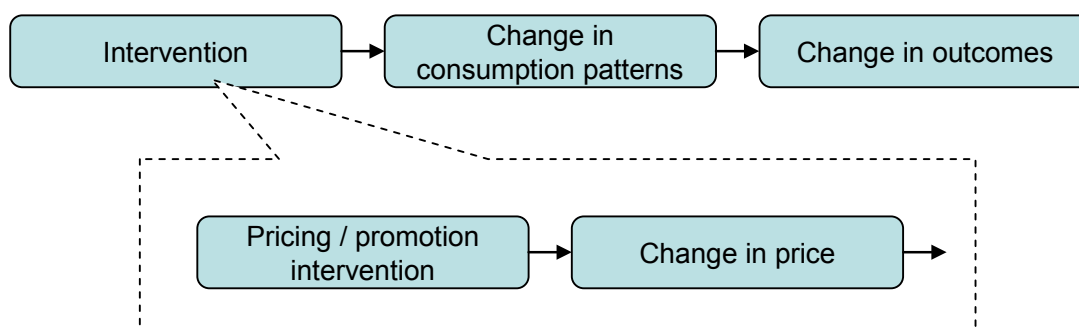 Intervention
Change in
consumption patterns
Change in outcomes
Pricing / promotion
intervention
Change in price